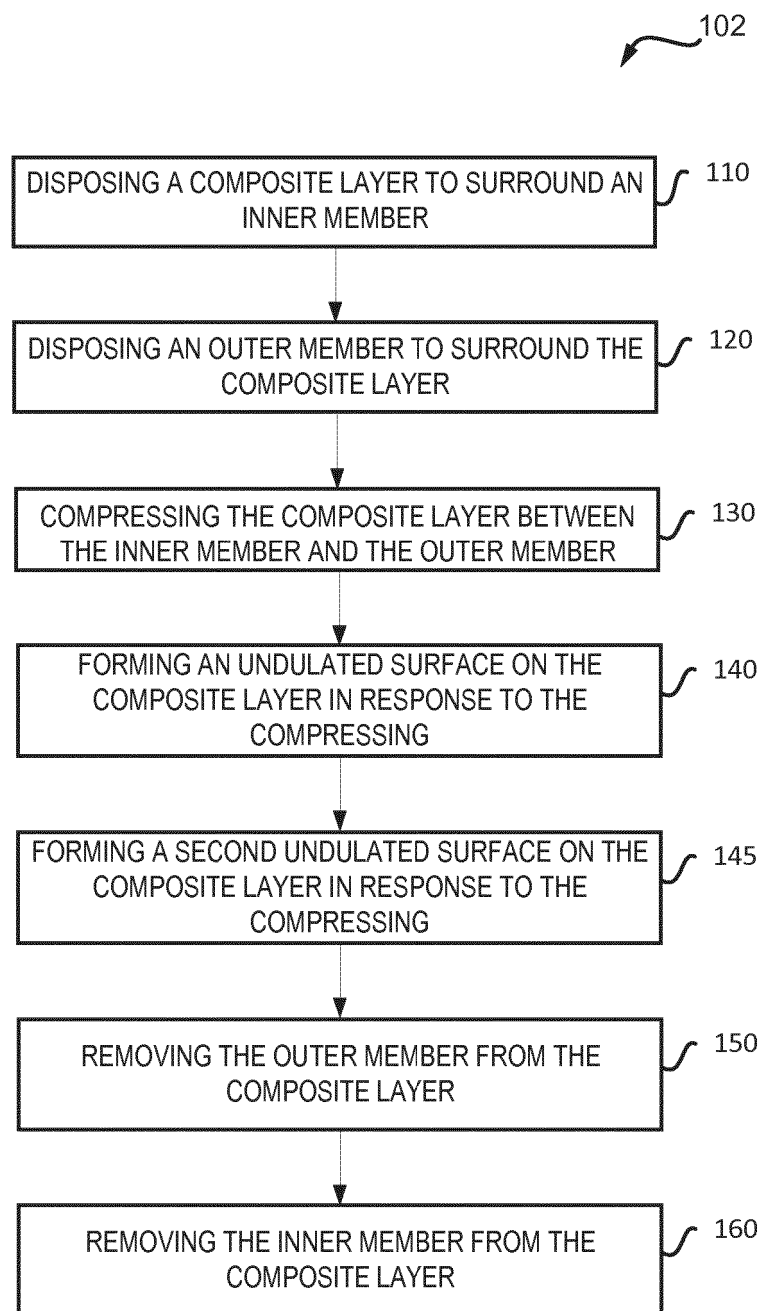 102
DISPOSING A COMPOSITE LAYER TO SURROUND AN
INNER MEMBER
110
DISPOSING AN OUTER MEMBER TO SURROUND THE
COMPOSITE LAYER
120
COMPRESSING THE COMPOSITE LAYER BETWEEN
THE INNER MEMBER AND THE OUTER MEMBER
130
FORMING AN UNDULATED SURFACE ON THE
COMPOSITE LAYER IN RESPONSE TO THE
COMPRESSING
140
FORMING A SECOND UNDULATED SURFACE ON THE
COMPOSITE LAYER IN RESPONSE TO THE
COMPRESSING
145
REMOVING THE OUTER MEMBER FROM THE
COMPOSITE LAYER
150
REMOVING THE INNER MEMBER FROM THE
COMPOSITE LAYER
160